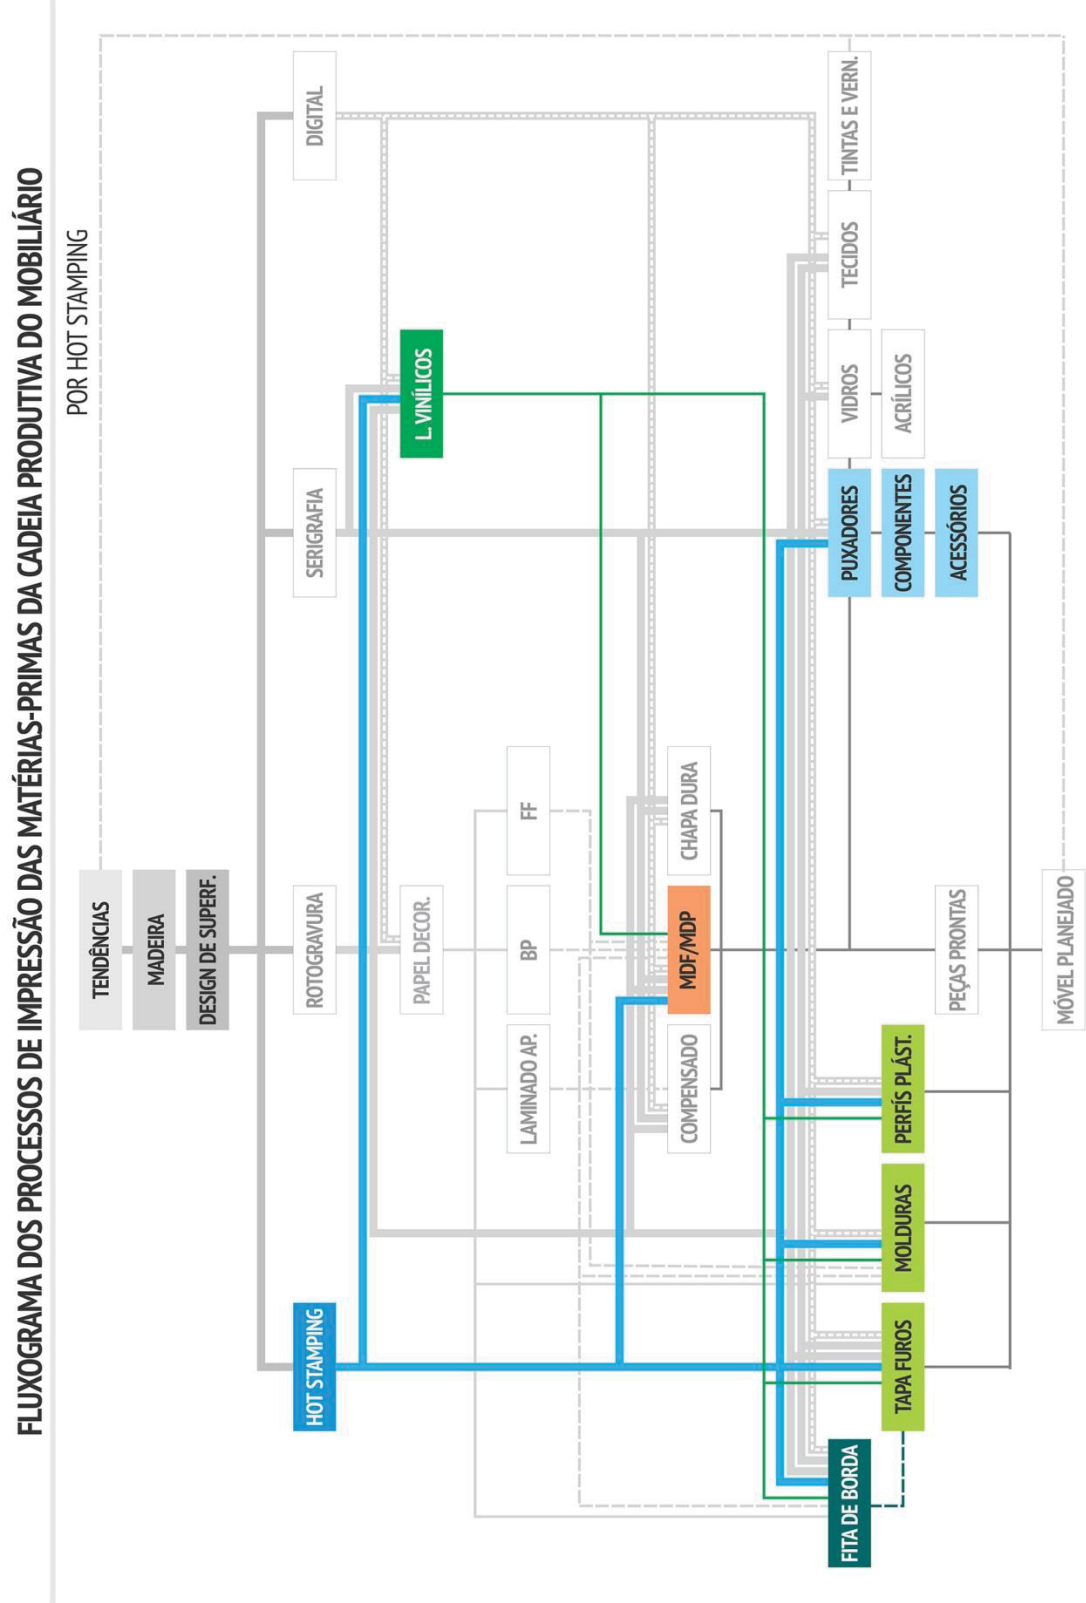 FLUXOGRAMA DOS PROCESSOS DE IMPRESSÃO DAS MATÉRIAS-PRIMAS DA CADEIA PRODUTIVA DO MOBILIÁRIO
POR HOT STAMPING
TENDÊNCIAS
MADEIRA
DESIGN DE SUPERF.
HOT STAMPING
ROTOGRAVURA
SERIGRAFIA
DIGITAL
PAPEL DECOR.
L. VINÍLICOS
LAMINADO AP.
BP
FF
COMPENSADO
MDF/MDP
CHAPA DURA
FITA DE BORDA
PUXADORES
VIDROS
TECIDOS
TINTAS E VERN.
TAPA FUROS
MOLDURAS
PERFÍS PLÁST.
COMPONENTES
ACRÍLICOS
PEÇAS PRONTAS
ACESSÓRIOS
MÓVEL PLANEJADO